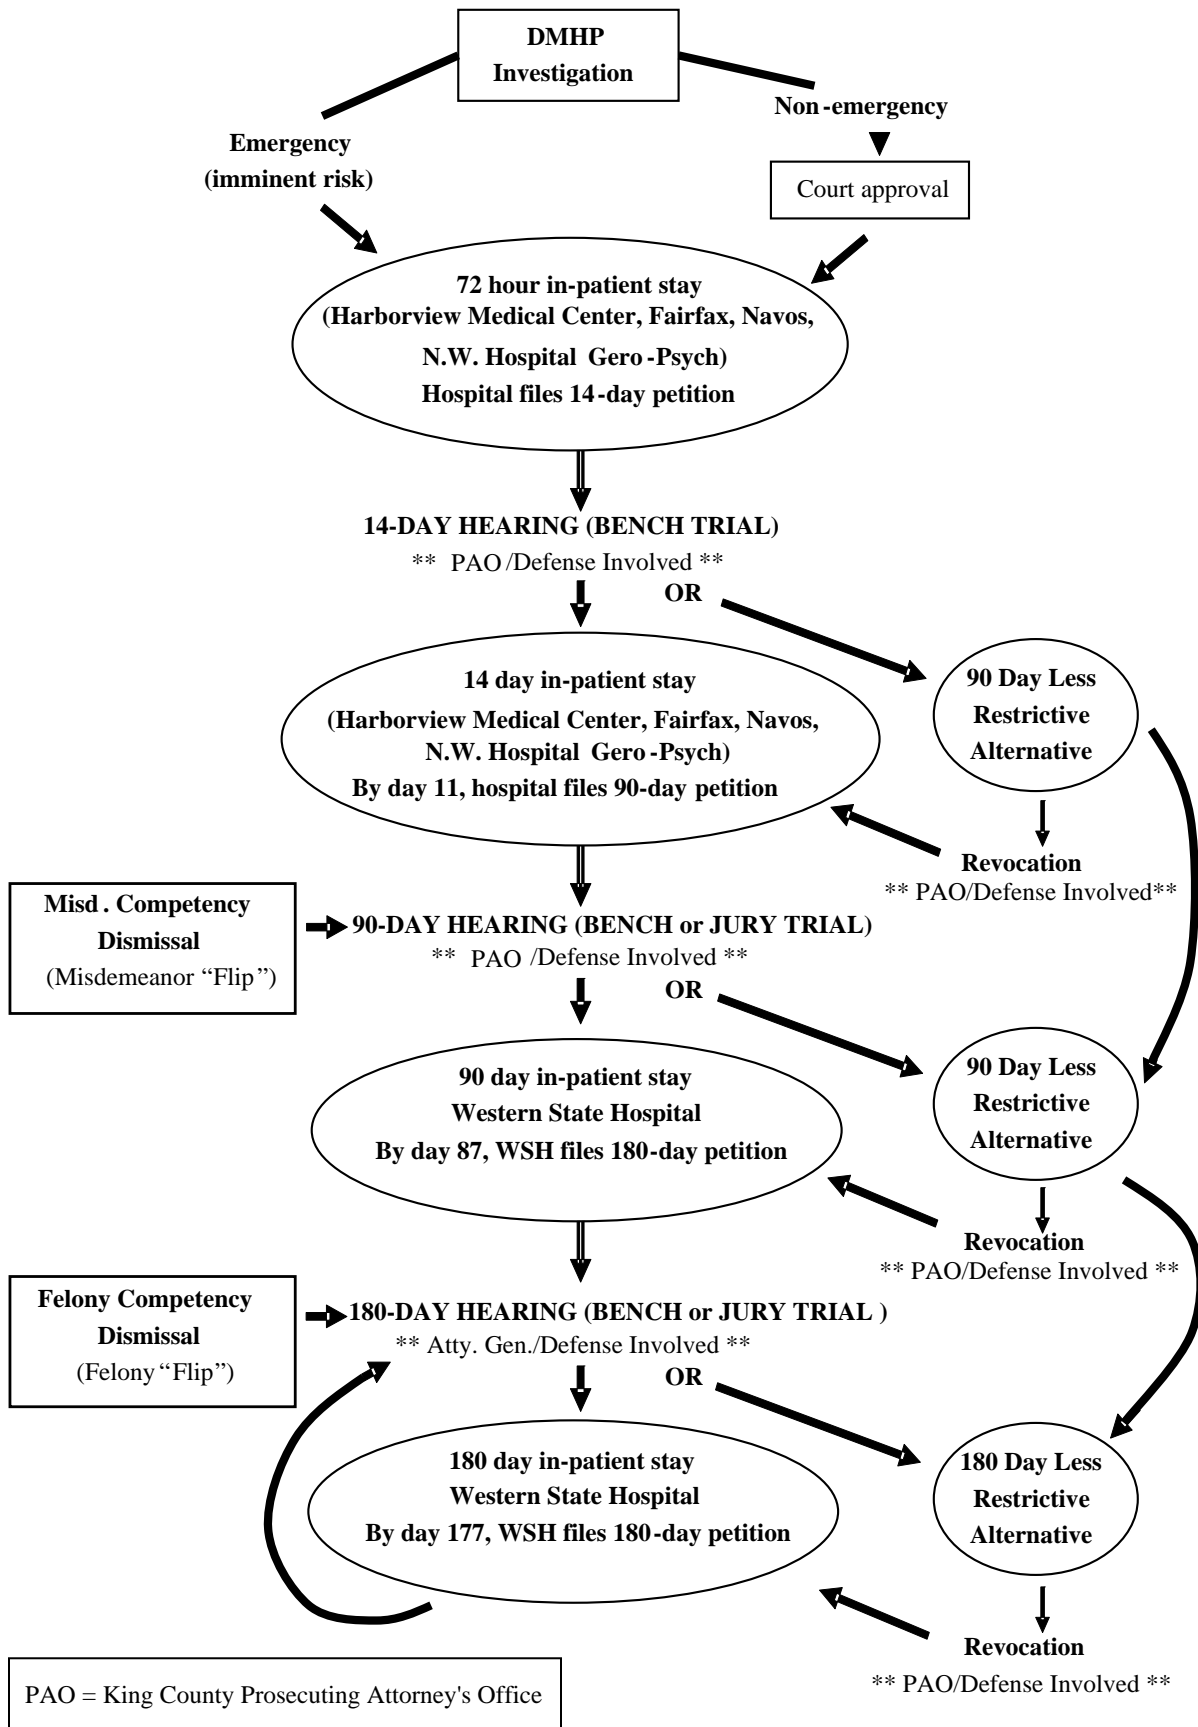 DMHP
Investigation
Non-emergency
Emergency
(imminent risk)
Court approval
72 hour in-patient stay
(Harborview Medical Center, Fairfax, Navos,
N.W. Hospital Gero-Psych)
Hospital files 14-day petition
14-DAY HEARING (BENCH TRIAL)
** PAO/Defense Involved **
OR
14 day in-patient stay
(Harborview Medical Center, Fairfax, Navos,
N.W. Hospital Gero-Psych)
By day 11, hospital files 90-day petition
90 Day Less
Restrictive
Alternative
Revocation
** PAO/Defense Involved**
Misd. Competency
Dismissal
(Misdemeanor “Flip”)
90-DAY HEARING (BENCH or JURY TRIAL)
** PAO /Defense Involved **
OR
90 day in-patient stay
Western State Hospital
By day 87, WSH files 180-day petition
90 Day Less
Restrictive
Alternative
Revocation
** PAO/Defense Involved **
Felony Competency
Dismissal
(Felony “Flip”)
180-DAY HEARING (BENCH or JURY TRIAL )
** Atty. Gen./Defense Involved **
OR
180 day in-patient stay
Western State Hospital
By day 177, WSH files 180-day petition
180 Day Less
Restrictive
Alternative
Revocation
** PAO/Defense Involved **
PAO = King County Prosecuting Attorney's Office